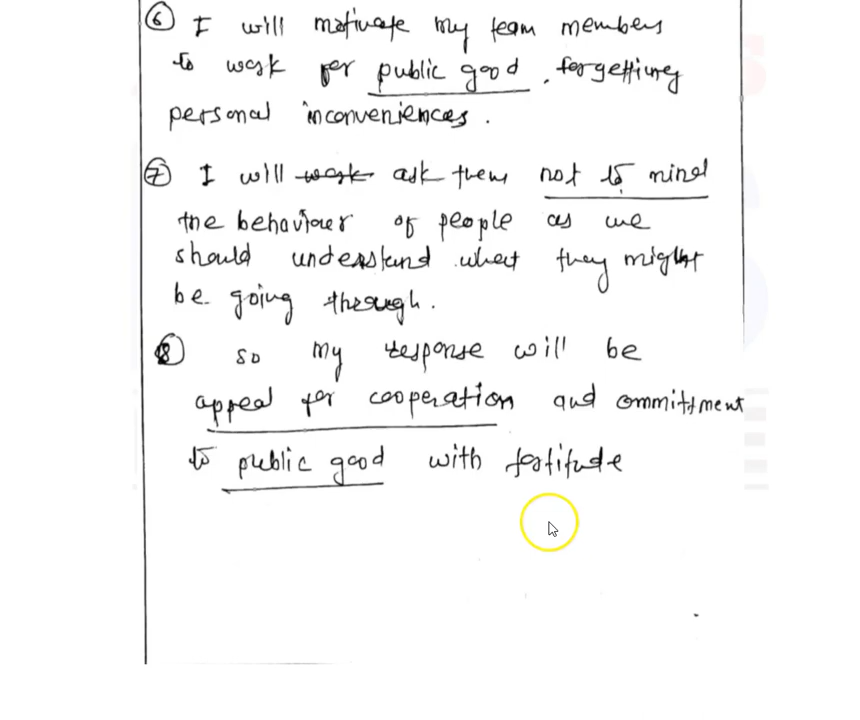 ⑥ I will motivate my team members
to work for public good, forgetting
personal inconveniences.
⑦ I will work ask them not to mind
the behaviour of people as we
should understand what they might
be going through.
⑧ so my response will be
appeal for cooperation and committment
to public good with fortitude